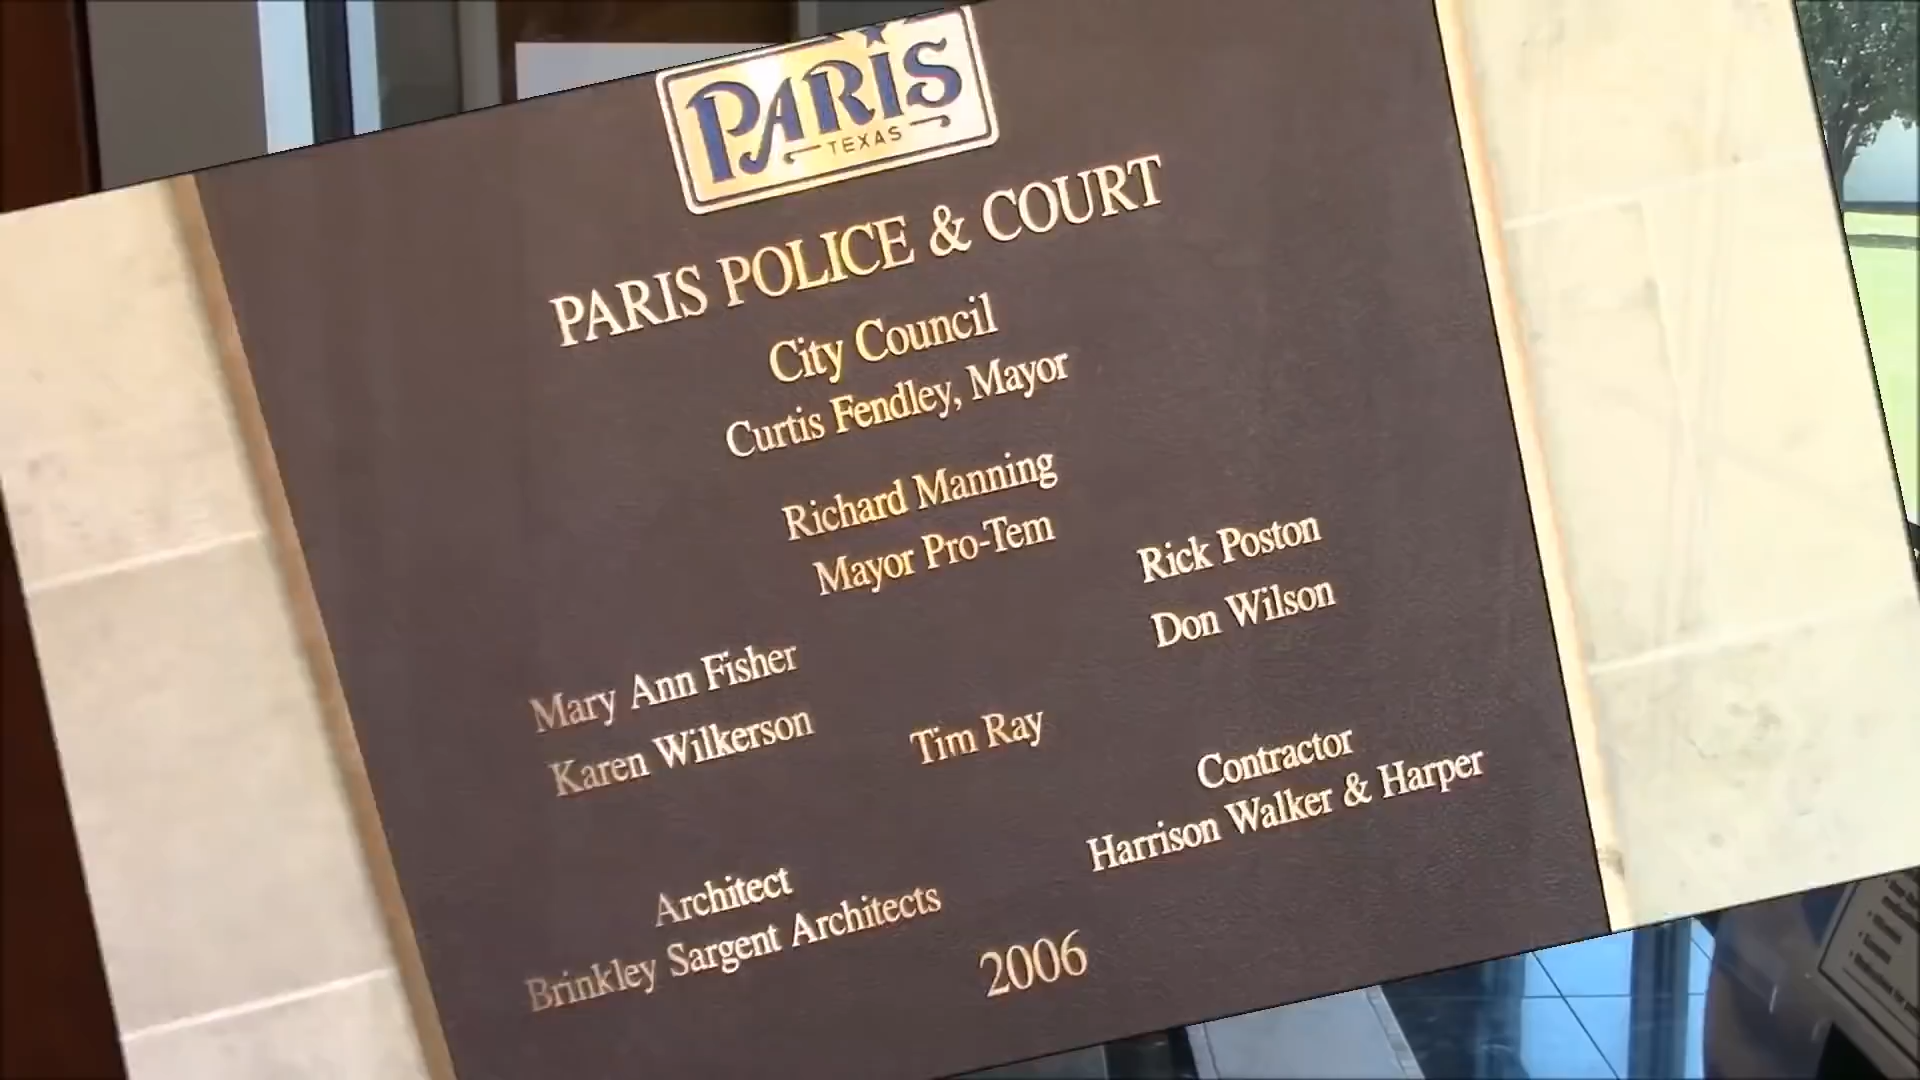 PARIS
TEXAS
PARIS POLICE & COURT
City Council
Curtis Fendley, Mayor
Richard Manning
Mayor Pro-Tem
Rick Poston
Don Wilson
Mary Ann Fisher
Karen Wilkerson
Tim Ray
Contractor
Harrison Walker & Harper
Architect
Brinkley Sargent Architects
2006